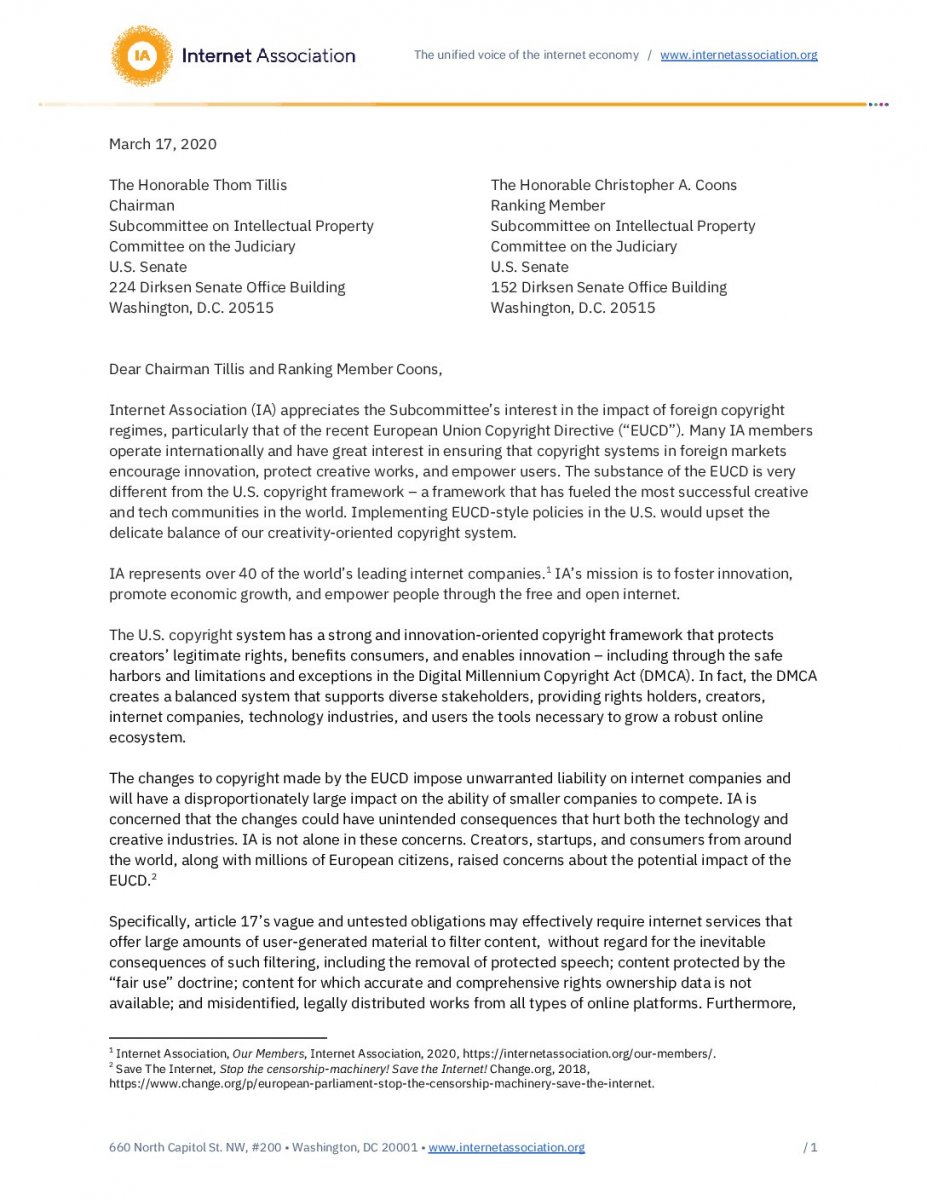 IA Internet Association
The unified voice of the internet economy / www.internetassociation.org
March 17, 2020
The Honorable Thom Tillis
Chairman
Subcommittee on Intellectual Property
Committee on the Judiciary
U.S. Senate
224 Dirksen Senate Office Building
Washington, D.C. 20515
The Honorable Christopher A. Coons
Ranking Member
Subcommittee on Intellectual Property
Committee on the Judiciary
U.S. Senate
152 Dirksen Senate Office Building
Washington, D.C. 20515
Dear Chairman Tillis and Ranking Member Coons,
Internet Association (IA) appreciates the Subcommittee’s interest in the impact of foreign copyright
regimes, particularly that of the recent European Union Copyright Directive (“EUCD”). Many IA members
operate internationally and have great interest in ensuring that copyright systems in foreign markets
encourage innovation, protect creative works, and empower users. The substance of the EUCD is very
different from the U.S. copyright framework – a framework that has fueled the most successful creative
and tech communities in the world. Implementing EUCD-style policies in the U.S. would upset the
delicate balance of our creativity-oriented copyright system.
IA represents over 40 of the world’s leading internet companies.¹ IA’s mission is to foster innovation,
promote economic growth, and empower people through the free and open internet.
The U.S. copyright system has a strong and innovation-oriented copyright framework that protects
creators’ legitimate rights, benefits consumers, and enables innovation – including through the safe
harbors and limitations and exceptions in the Digital Millennium Copyright Act (DMCA). In fact, the DMCA
creates a balanced system that supports diverse stakeholders, providing rights holders, creators,
internet companies, technology industries, and users the tools necessary to grow a robust online
ecosystem.
The changes to copyright made by the EUCD impose unwarranted liability on internet companies and
will have a disproportionately large impact on the ability of smaller companies to compete. IA is
concerned that the changes could have unintended consequences that hurt both the technology and
creative industries. IA is not alone in these concerns. Creators, startups, and consumers from around
the world, along with millions of European citizens, raised concerns about the potential impact of the
EUCD.²
Specifically, article 17’s vague and untested obligations may effectively require internet services that
offer large amounts of user-generated material to filter content,  without regard for the inevitable
consequences of such filtering, including the removal of protected speech; content protected by the
“fair use” doctrine; content for which accurate and comprehensive rights ownership data is not
available; and misidentified, legally distributed works from all types of online platforms. Furthermore,
¹ Internet Association, Our Members, Internet Association, 2020, https://internetassociation.org/our-members/.
² Save The Internet, Stop the censorship-machinery! Save the Internet! Change.org, 2018,
https://www.change.org/p/european-parliament-stop-the-censorship-machinery-save-the-internet.
660 North Capitol St. NW, #200 • Washington, DC 20001 • www.internetassociation.org
/ 1